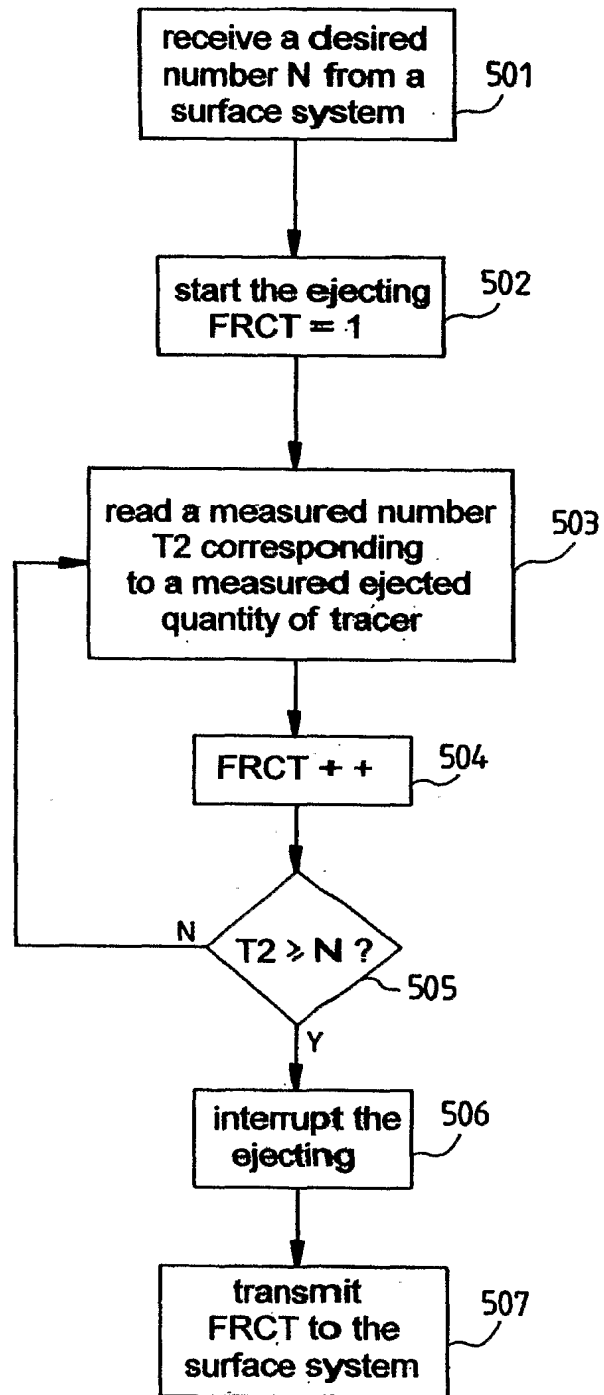 receive a desired
number N from a
surface system
501
start the ejecting
FRCT = 1
502
read a measured number
T2 corresponding
to a measured ejected
quantity of tracer
503
FRCT + +
504
N
T2 ⩾ N ?
505
Y
interrupt the
ejecting
506
transmit
FRCT to the
surface system
507